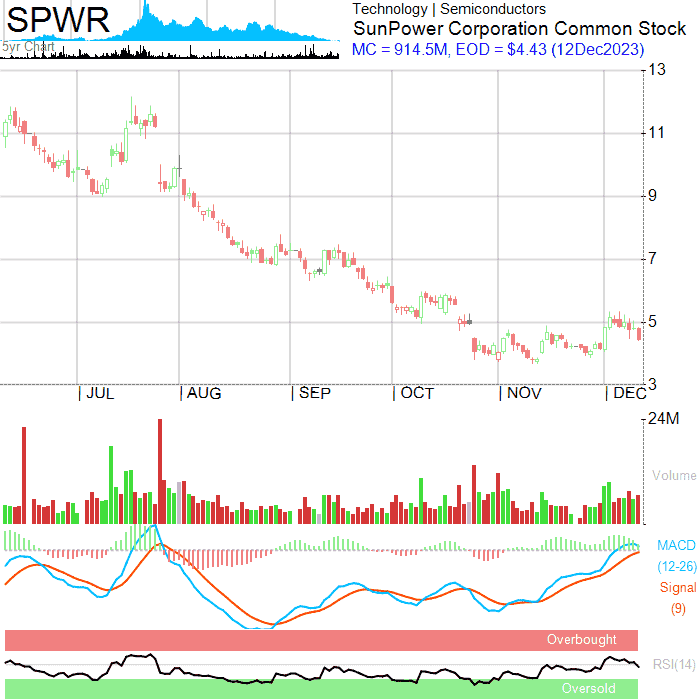 SPWR
5yr Chart
Technology | Semiconductors
SunPower Corporation Common Stock
MC = 914.5M, EOD = $4.43 (12Dec2023)
13
11
9
7
5
3
JUL AUG SEP OCT NOV DEC
24M
Volume
MACD
(12-26)
Signal
(9)
Overbought
RSI(14)
Oversold